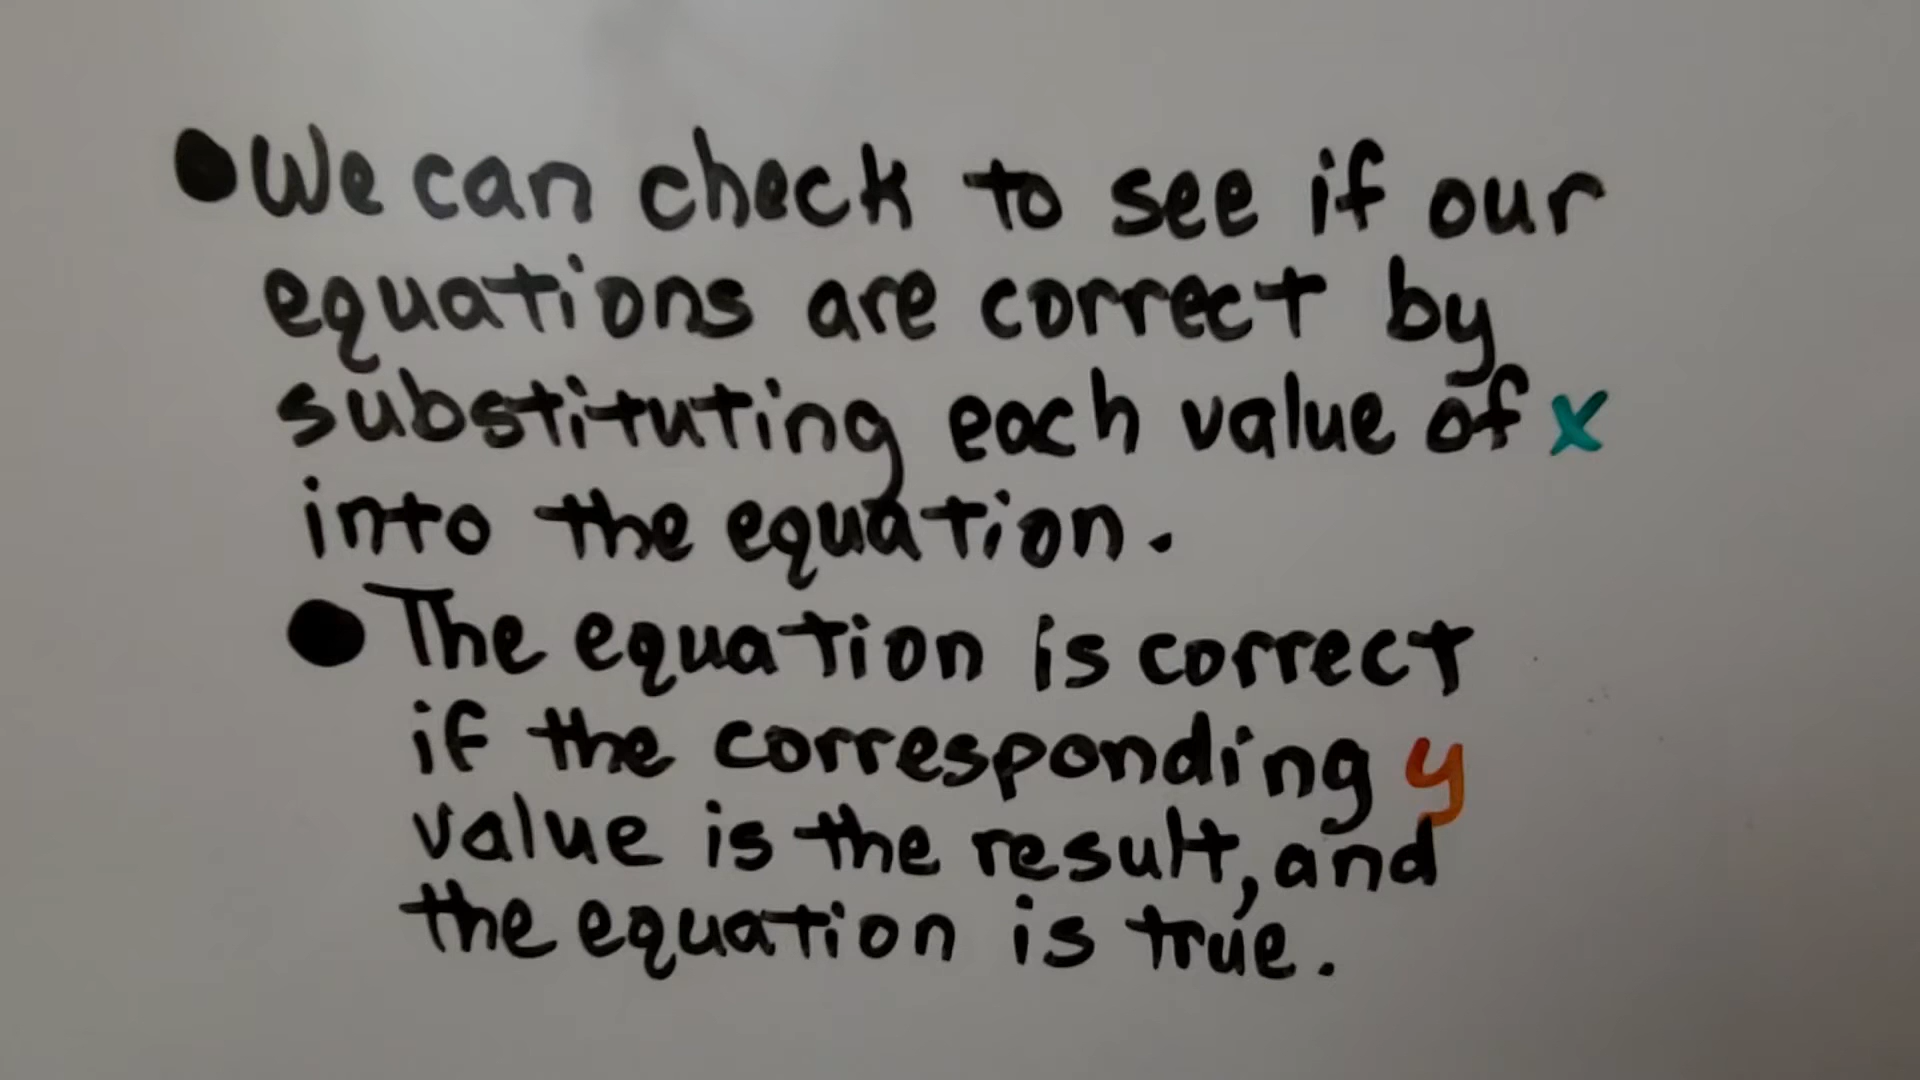 ●We can check to see if our
equations are correct by
substituting each value of x
into the equation.
●The equation is correct
if the corresponding y
value is the result, and
the equation is true.